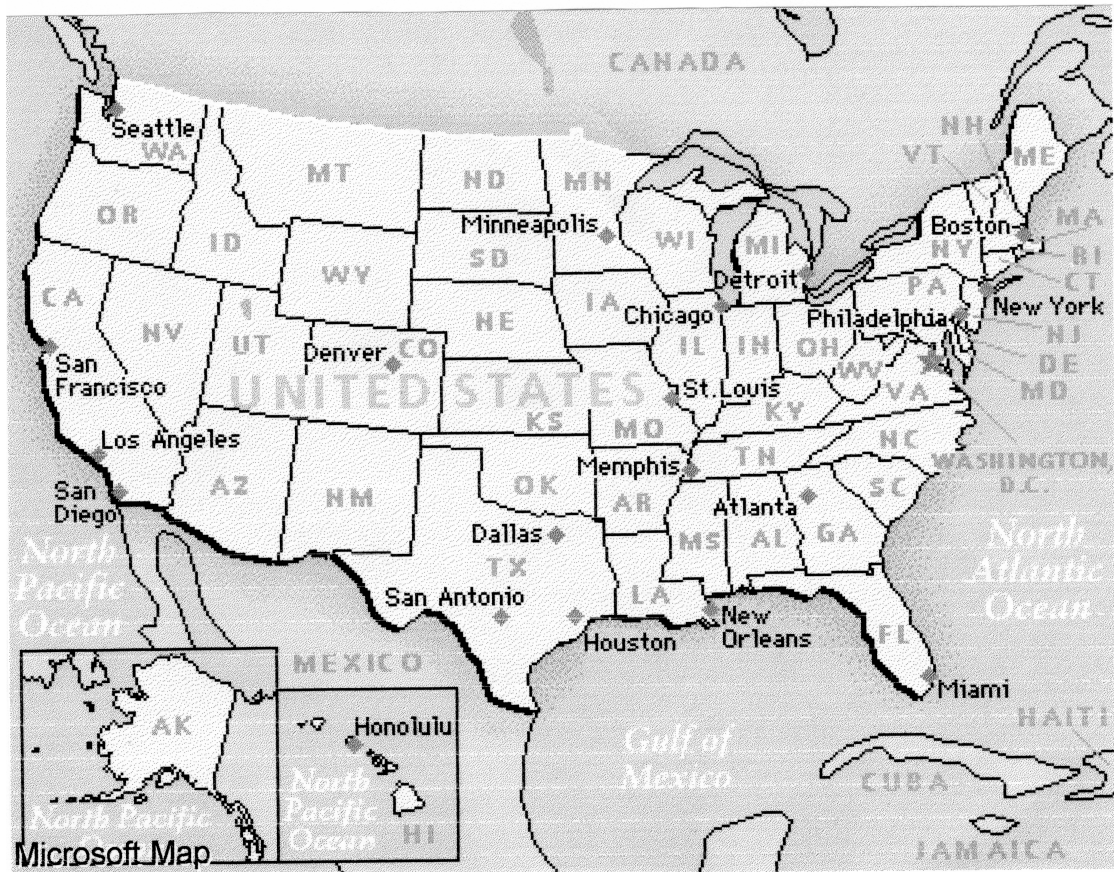 CANADA
Seattle
WA
MT
ND
MN
NH
VT
ME
OR
ID
Minneapolis
WI
MI
Boston
MA
NY
WY
SD
RI
CA
Detroit
PA
CT
IA
Chicago
New York
NV
UT
NE
Philadelphia
NJ
Denver
CO
IL
IN
OH
DE
San
Francisco
WV
MD
UNITED STATES
St. Louis
VA
KS
MO
KY
Los Angeles
NC
Memphis
TN
WASHINGTON,
D.C.
San
Diego
AZ
NM
OK
AR
SC
Atlanta
Dallas
MS
AL
GA
North
Pacific
Ocean
North
Atlantic
Ocean
TX
San Antonio
LA
New
Orleans
Houston
FL
MEXICO
Miami
AK
Honolulu
HAITI
Gulf of
Mexico
CUBA
North
Pacific
Ocean
North Pacific
HI
Microsoft Map
JAMAICA